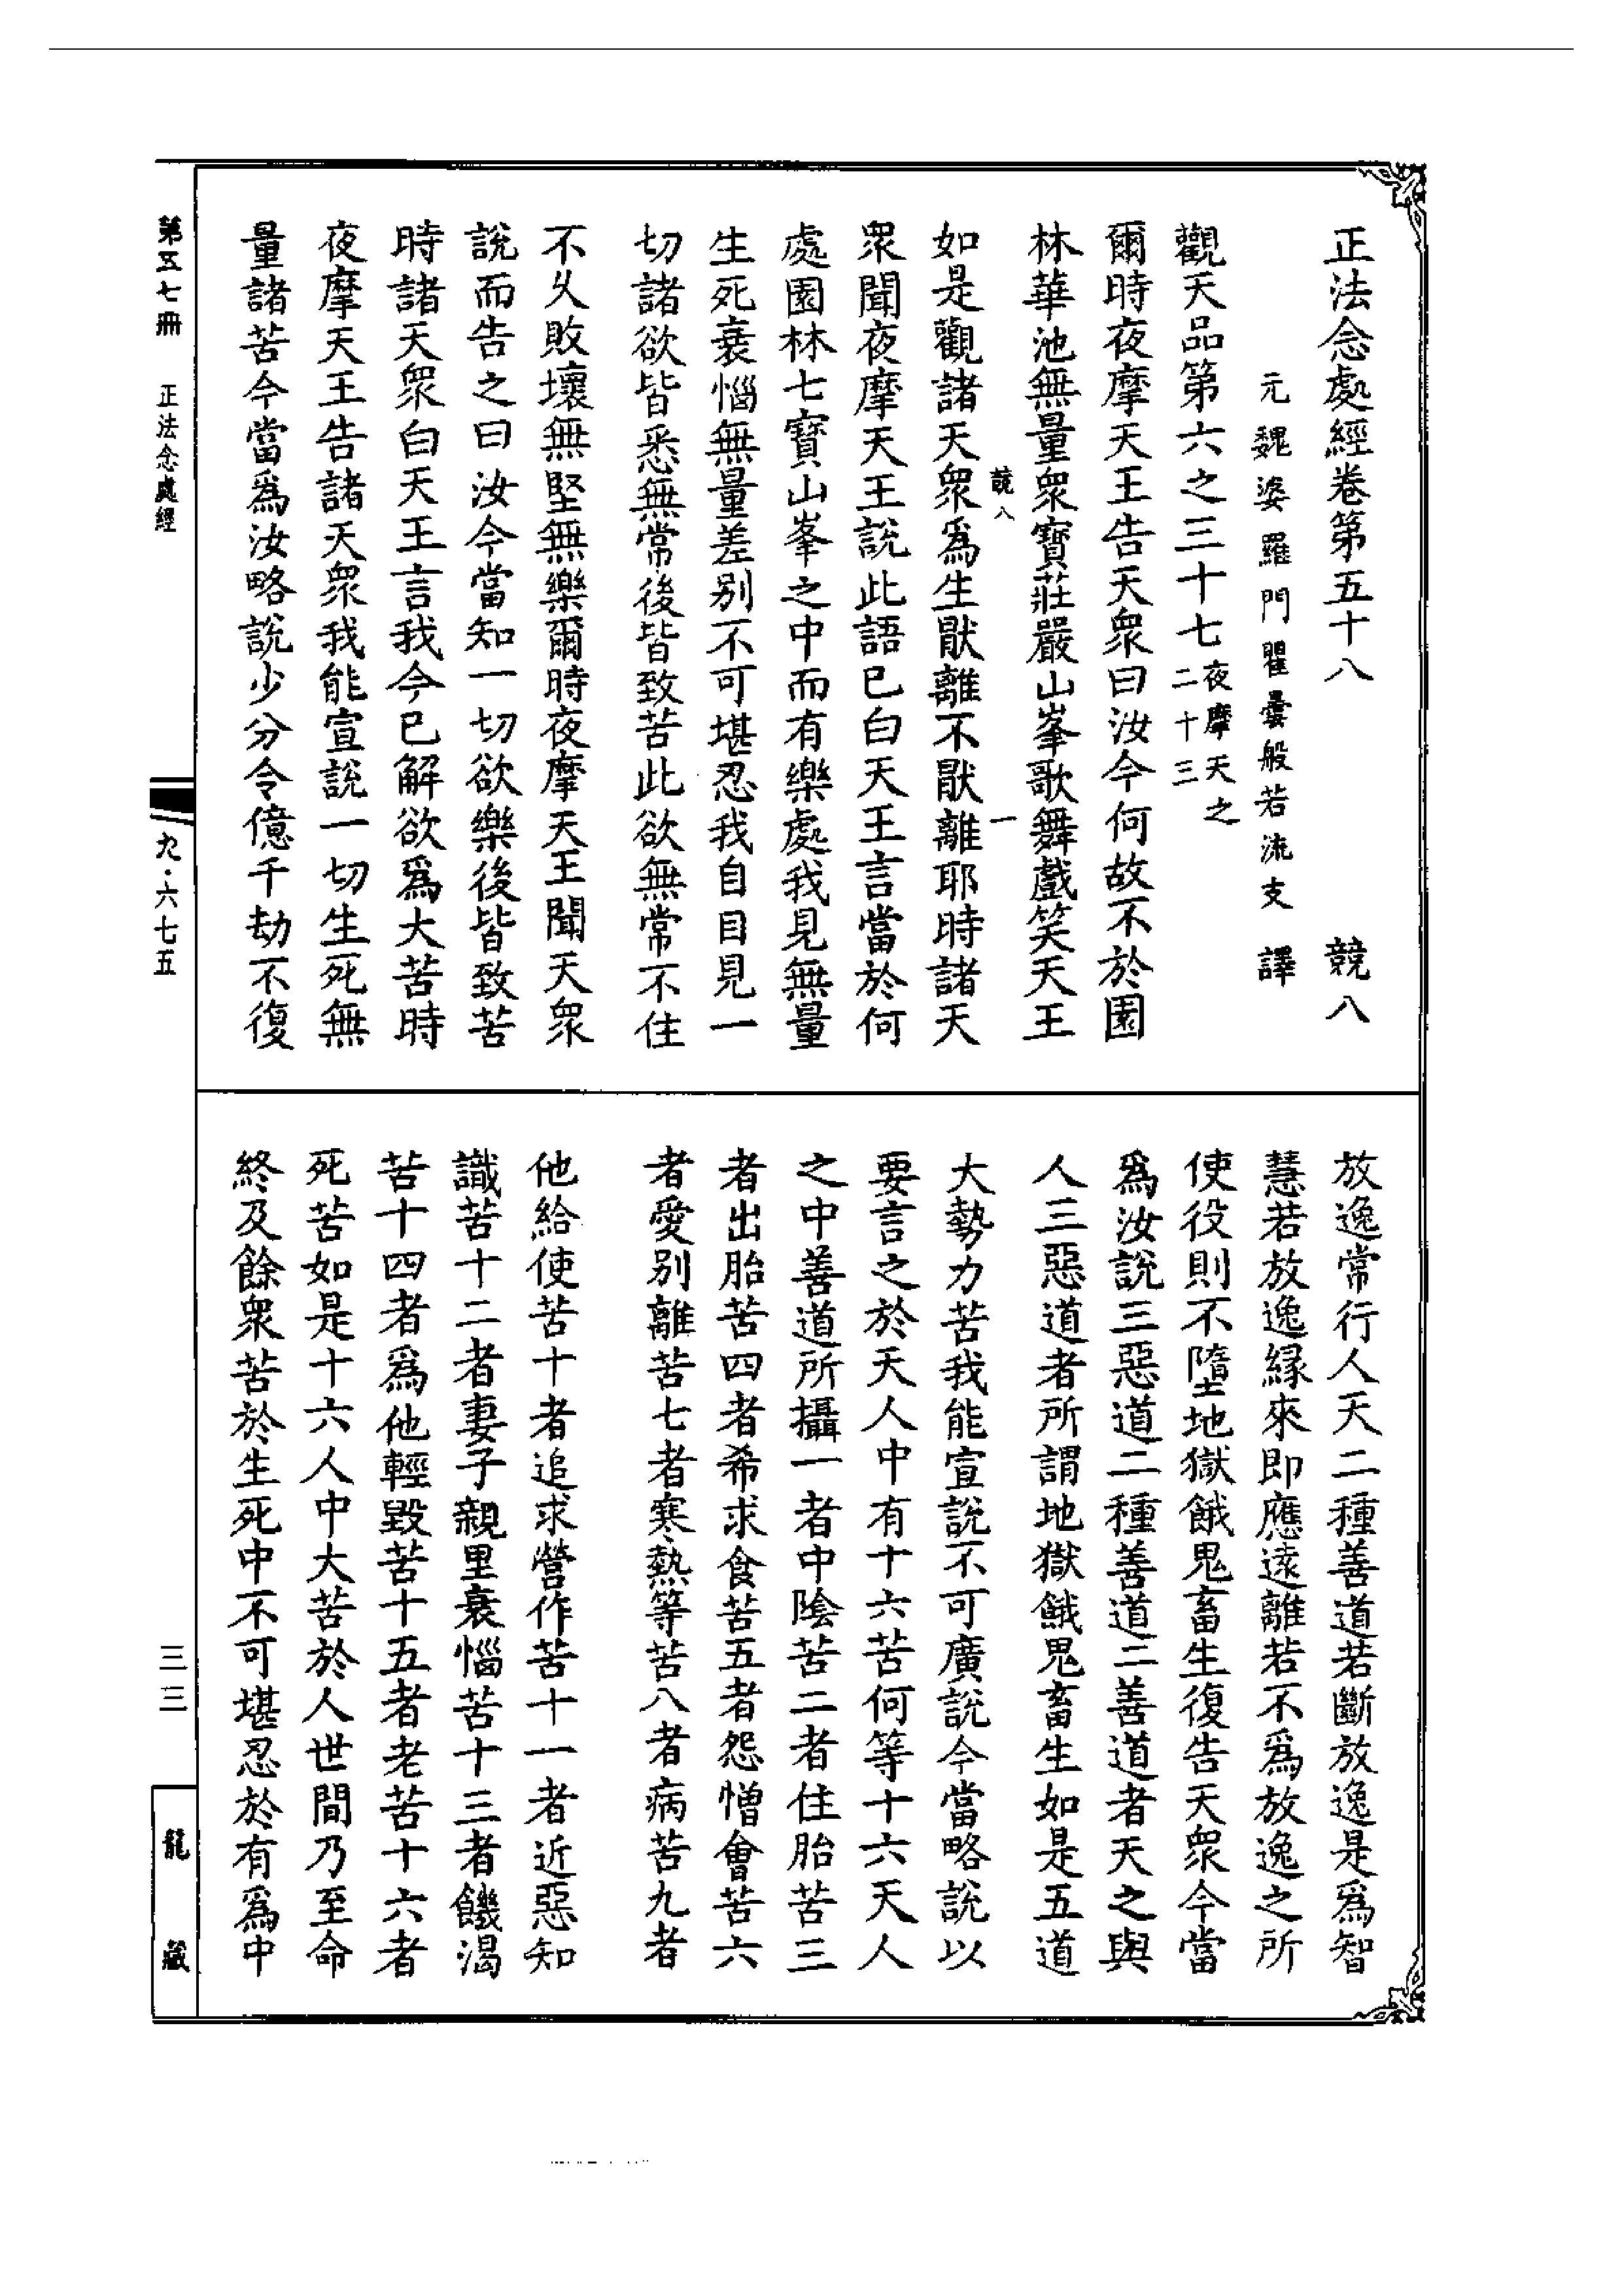 正法念處經卷第五十八　競八
元魏婆羅門瞿曇般若流支　譯
觀天品第六之三十七夜摩天之二十三
爾時夜摩天王告天眾曰汝今何故不於園
林華池無量眾寶莊嚴山峯歌舞戲笑天王
競八　一
如是觀諸天眾爲生猒離不猒離耶時諸天
眾聞夜摩天王說此語已白天王言當於何
處園林七寶山峯之中而有樂處我見無量
生死衰惱無量差别不可堪忍我自目見一
切諸欲皆悉無常後皆致苦此欲無常不住
不久敗壞無堅無樂爾時夜摩天王聞天眾
說而告之曰汝今當知一切欲樂後皆致苦
時諸天眾白天王言我今已解欲爲大苦時
夜摩天王告諸天眾我能宣說一切生死無
量諸苦今當爲汝略說少分令億千劫不復
放逸常行人天二種善道若斷放逸是爲智
慧若放逸緣來即應遠離若不爲放逸之所
使役則不墮地獄餓鬼畜生復告天眾今當
爲汝說三惡道二種善道二善道者天之與
人三惡道者所謂地獄餓鬼畜生如是五道
大勢力苦我能宣說不可廣說今當略說以
要言之於天人中有十六苦何等十六天人
之中善道所攝一者中陰苦二者住胎苦三
者出胎苦四者希求食苦五者怨憎會苦六
者愛别離苦七者寒熱等苦八者病苦九者
他給使苦十者追求營作苦十一者近惡知
識苦十二者妻子親里衰惱苦十三者饑渴
苦十四者爲他輕毀苦十五者老苦十六者
死苦如是十六人中大苦於人世間乃至命
終及餘眾苦於生死中不可堪忍於有爲中
第五七冊　正法念處經
九·六七五
三三
龍藏